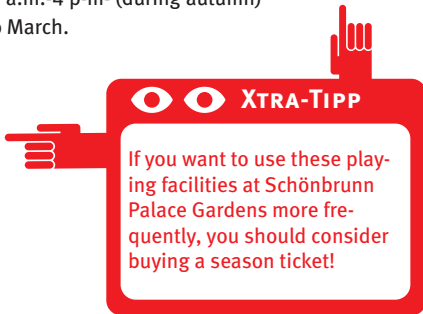 a.m.-4 p-m- (during autumn)
March.
XTRA-TIPP
If you want to use these play-
ing facilities at Schönbrunn
Palace Gardens more fre-
quently, you should consider
buying a season ticket!